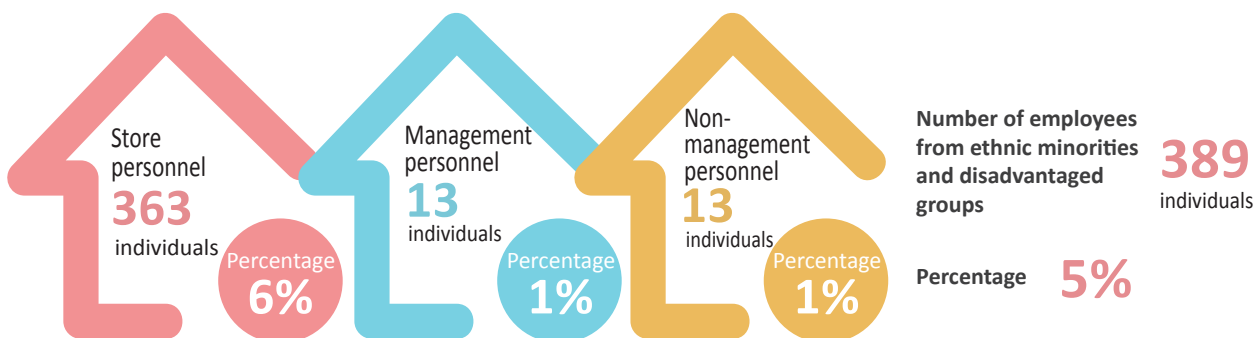 Store
personnel
363
individuals
Percentage
6%
Management
personnel
13
individuals
Percentage
1%
Non-
management
personnel
13
individuals
Percentage
1%
Number of employees
from ethnic minorities
and disadvantaged
groups
389
individuals
Percentage
5%